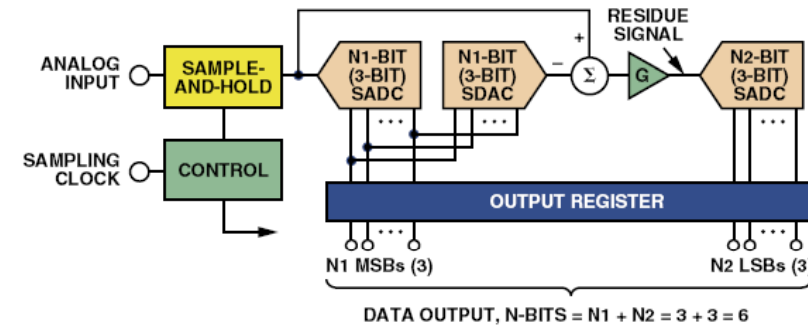 RESIDUE
SIGNAL
ANALOG
INPUT
SAMPLE-
AND-HOLD
N1-BIT
(3-BIT)
SADC
• • •
N1-BIT
(3-BIT)
SDAC
• • •
+
−
Σ
G
N2-BIT
(3-BIT)
SADC
• • •
SAMPLING
CLOCK
CONTROL
OUTPUT REGISTER
• • •
• • •
N1 MSBs (3)
N2 LSBs (3)
DATA OUTPUT, N-BITS = N1 + N2 = 3 + 3 = 6